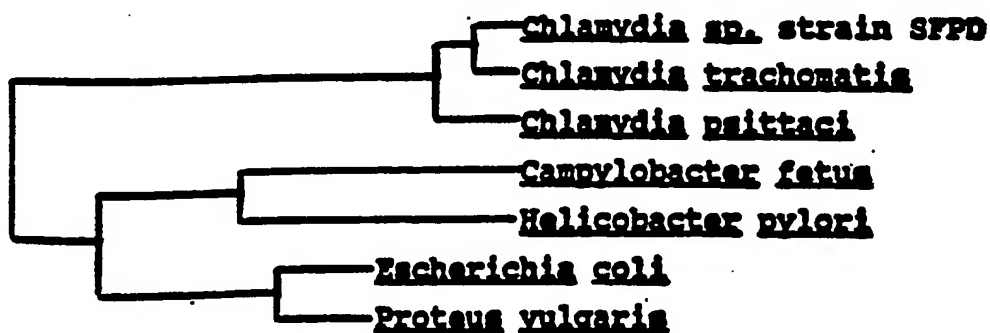 Chlamydia sp. strain SFPD
Chlamydia trachomatis
Chlamydia psittaci
Campylobacter fetus
Helicobacter pylori
Escherichia coli
Proteus vulgaris